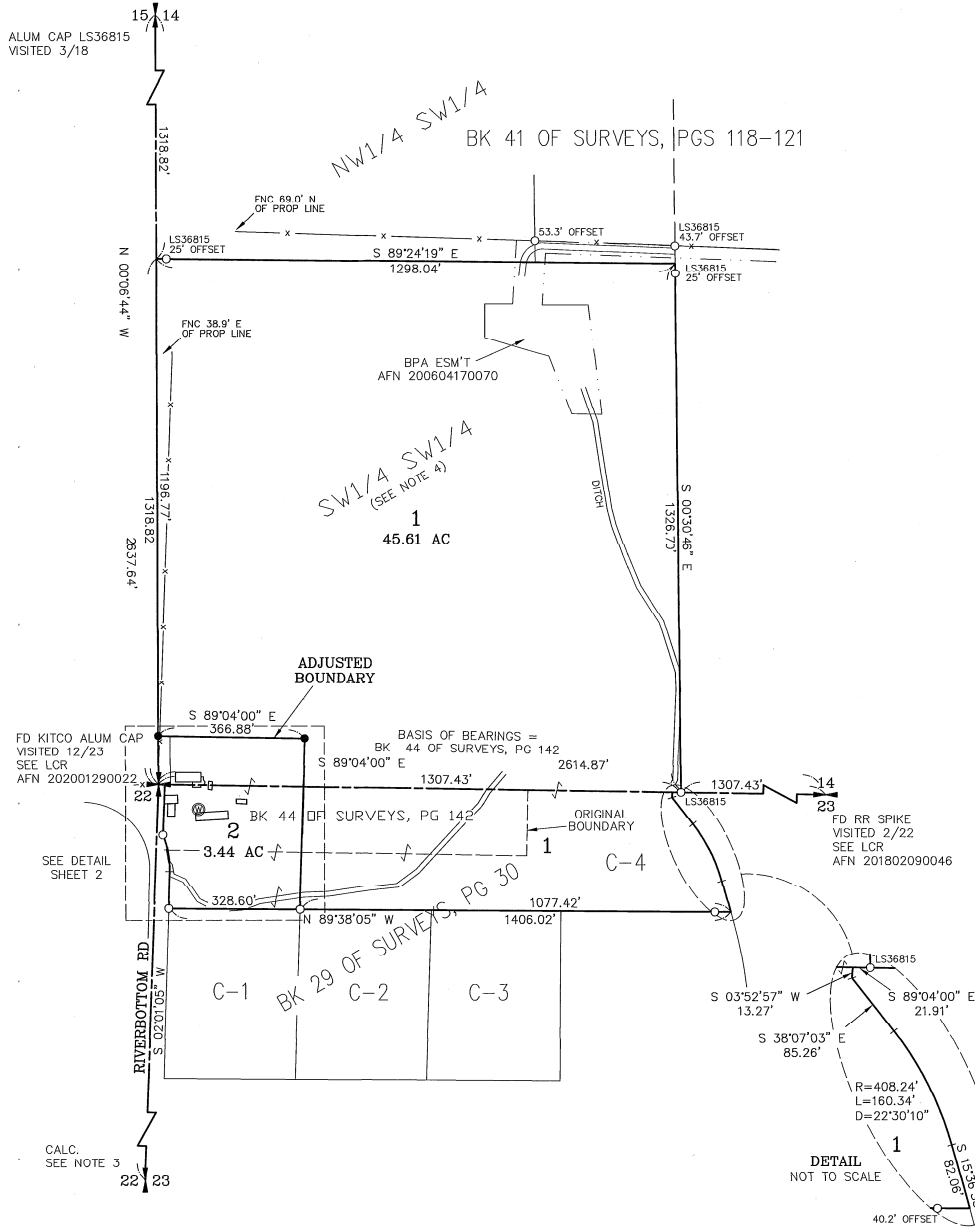 15 14
ALUM CAP LS36815
VISITED 3/18
1318.82'
NW1/4 SW1/4
BK 41 OF SURVEYS, PGS 118-121
FNC 69.0' N
OF PROP LINE
LS36815
25' OFFSET
53.3' OFFSET
LS36815
43.7' OFFSET
S 89°24'19" E
1298.04'
LS36815
25' OFFSET
N 00°06'44" W
FNC 38.9' E
OF PROP LINE
BPA ESM'T
AFN 200604170070
SW1/4 SW1/4
(SEE NOTE 4)
1
45.61 AC
1196.77'
1318.82
2637.64'
DITCH
S 00°30'46" E
ADJUSTED
BOUNDARY
S 89°04'00" E
366.88'
FD KITCO ALUM CAP
VISITED 12/23
SEE LCR
AFN 202001290022
22
BASIS OF BEARINGS =
BK 44 OF SURVEYS, PG 142
S 89°04'00" E
2614.87'
1307.43'
1307.43'
LS36815
14
23
FD RR SPIKE
VISITED 2/22
SEE LCR
AFN 201802090046
W
BK 44 OF SURVEYS, PG 142
ORIGINAL
BOUNDARY
2
3.44 AC
1
C-4
SEE DETAIL
SHEET 2
328.60'
N 89°38'05" W
1077.42'
1406.02'
BK 29 OF SURVEYS, PG 30
C-1
C-2
C-3
RIVERBOTTOM RD
S 02°01'05" W
LS36815
S 03°52'57" W
13.27'
S 89°04'00" E
21.91'
S 38°07'03" E
85.26'
R=408.24'
L=160.34'
D=22°30'10"
1
S 15°36'
82.06'
DETAIL
NOT TO SCALE
40.2' OFFSET
CALC.
SEE NOTE 3
22 23